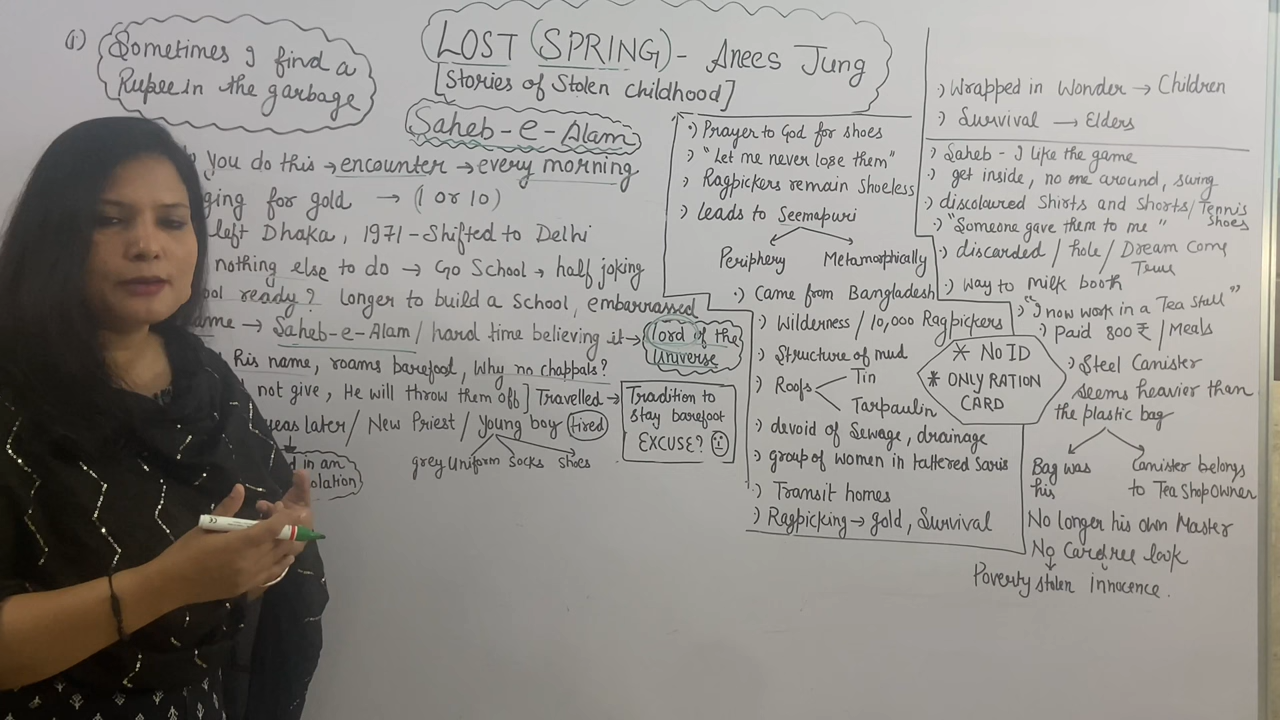 (i) Sometimes I find a
Rupee in the garbage
LOST (SPRING) - Anees Jung
[Stories of Stolen Childhood]
Saheb-e-Alam
you do this → encounter → every morning
ging for gold → (1 or 10)
left Dhaka, 1971 - Shifted to Delhi
nothing else to do → Go School → half joking
ool ready? longer to build a School, embarrassed
ame → Saheb-e-Alam / hard time believing it →
lord of the
Universe
his name, roams barefoot, Why no chappals?
not give, He will throw them off] Travelled →
Tradition to
stay barefoot
EXCUSE?
years later / New Priest / Young boy tired
grey Uniform Socks Shoes
d in an
olation
•) Prayer to God for shoes
•) "Let me never lose them"
•) Ragpickers remain Shoeless
•) leads to Seemapuri
Periphery Metamorphically
•) Came from Bangladesh
•) Wilderness / 10,000 Ragpickers
•) Structure of mud
•) Roofs
Tin
Tarpaulin
•) devoid of Sewage, drainage
•) group of women in tattered Saris
•) Transit homes
•) Ragpicking → gold, Survival
* NO ID
* ONLY RATION
CARD
•) Wrapped in Wonder → Children
•) Survival → Elders
•) Saheb - I like the game
•) get inside, no one around, swing
•) discoloured Shirts and Shorts / Tennis
Shoes
•) "Someone gave them to me"
•) discarded / hole / Dream Come
True
•) way to milk booth
•) "I now work in a Tea Stall"
•) paid 800 ₹ / Meals
•) Steel Canister
seems heavier than
the plastic bag
Bag was
his
Canister belongs
to Tea Shop Owner
No longer his own Master
No Carefree look
Poverty stolen innocence.